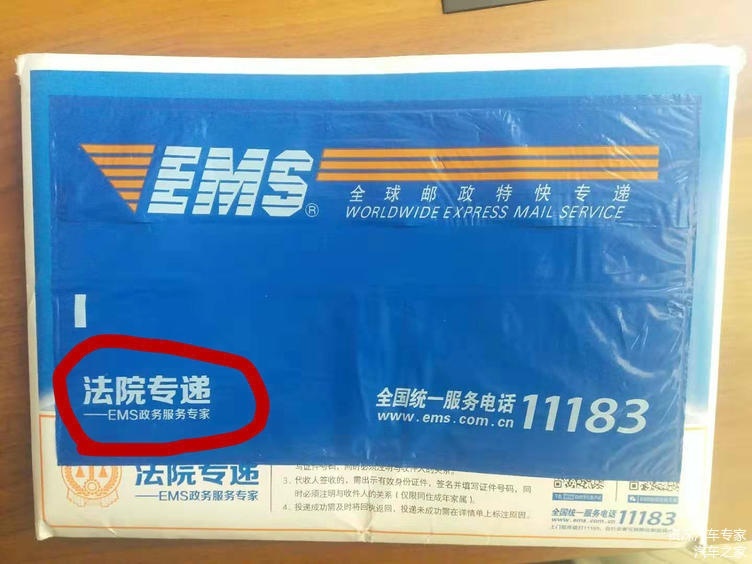 EMS®
全球邮政特快专递
WORLDWIDE EXPRESS MAIL SERVICE
法院专递
——EMS政务服务专家
全国统一服务电话 11183
www.ems.com.cn
法院专递
——EMS政务服务专家
3、代收人签收的，需出示有效身份证件，签名并填写证件号码，同
时必须注明与收件人的关系（仅限同住成年家属）。
4、投递成功需及时将回执返回，投递未成功需在详情单上标注原因。
全国统一服务电话 11183
www.ems.com.cn
汽车专家
汽车之家